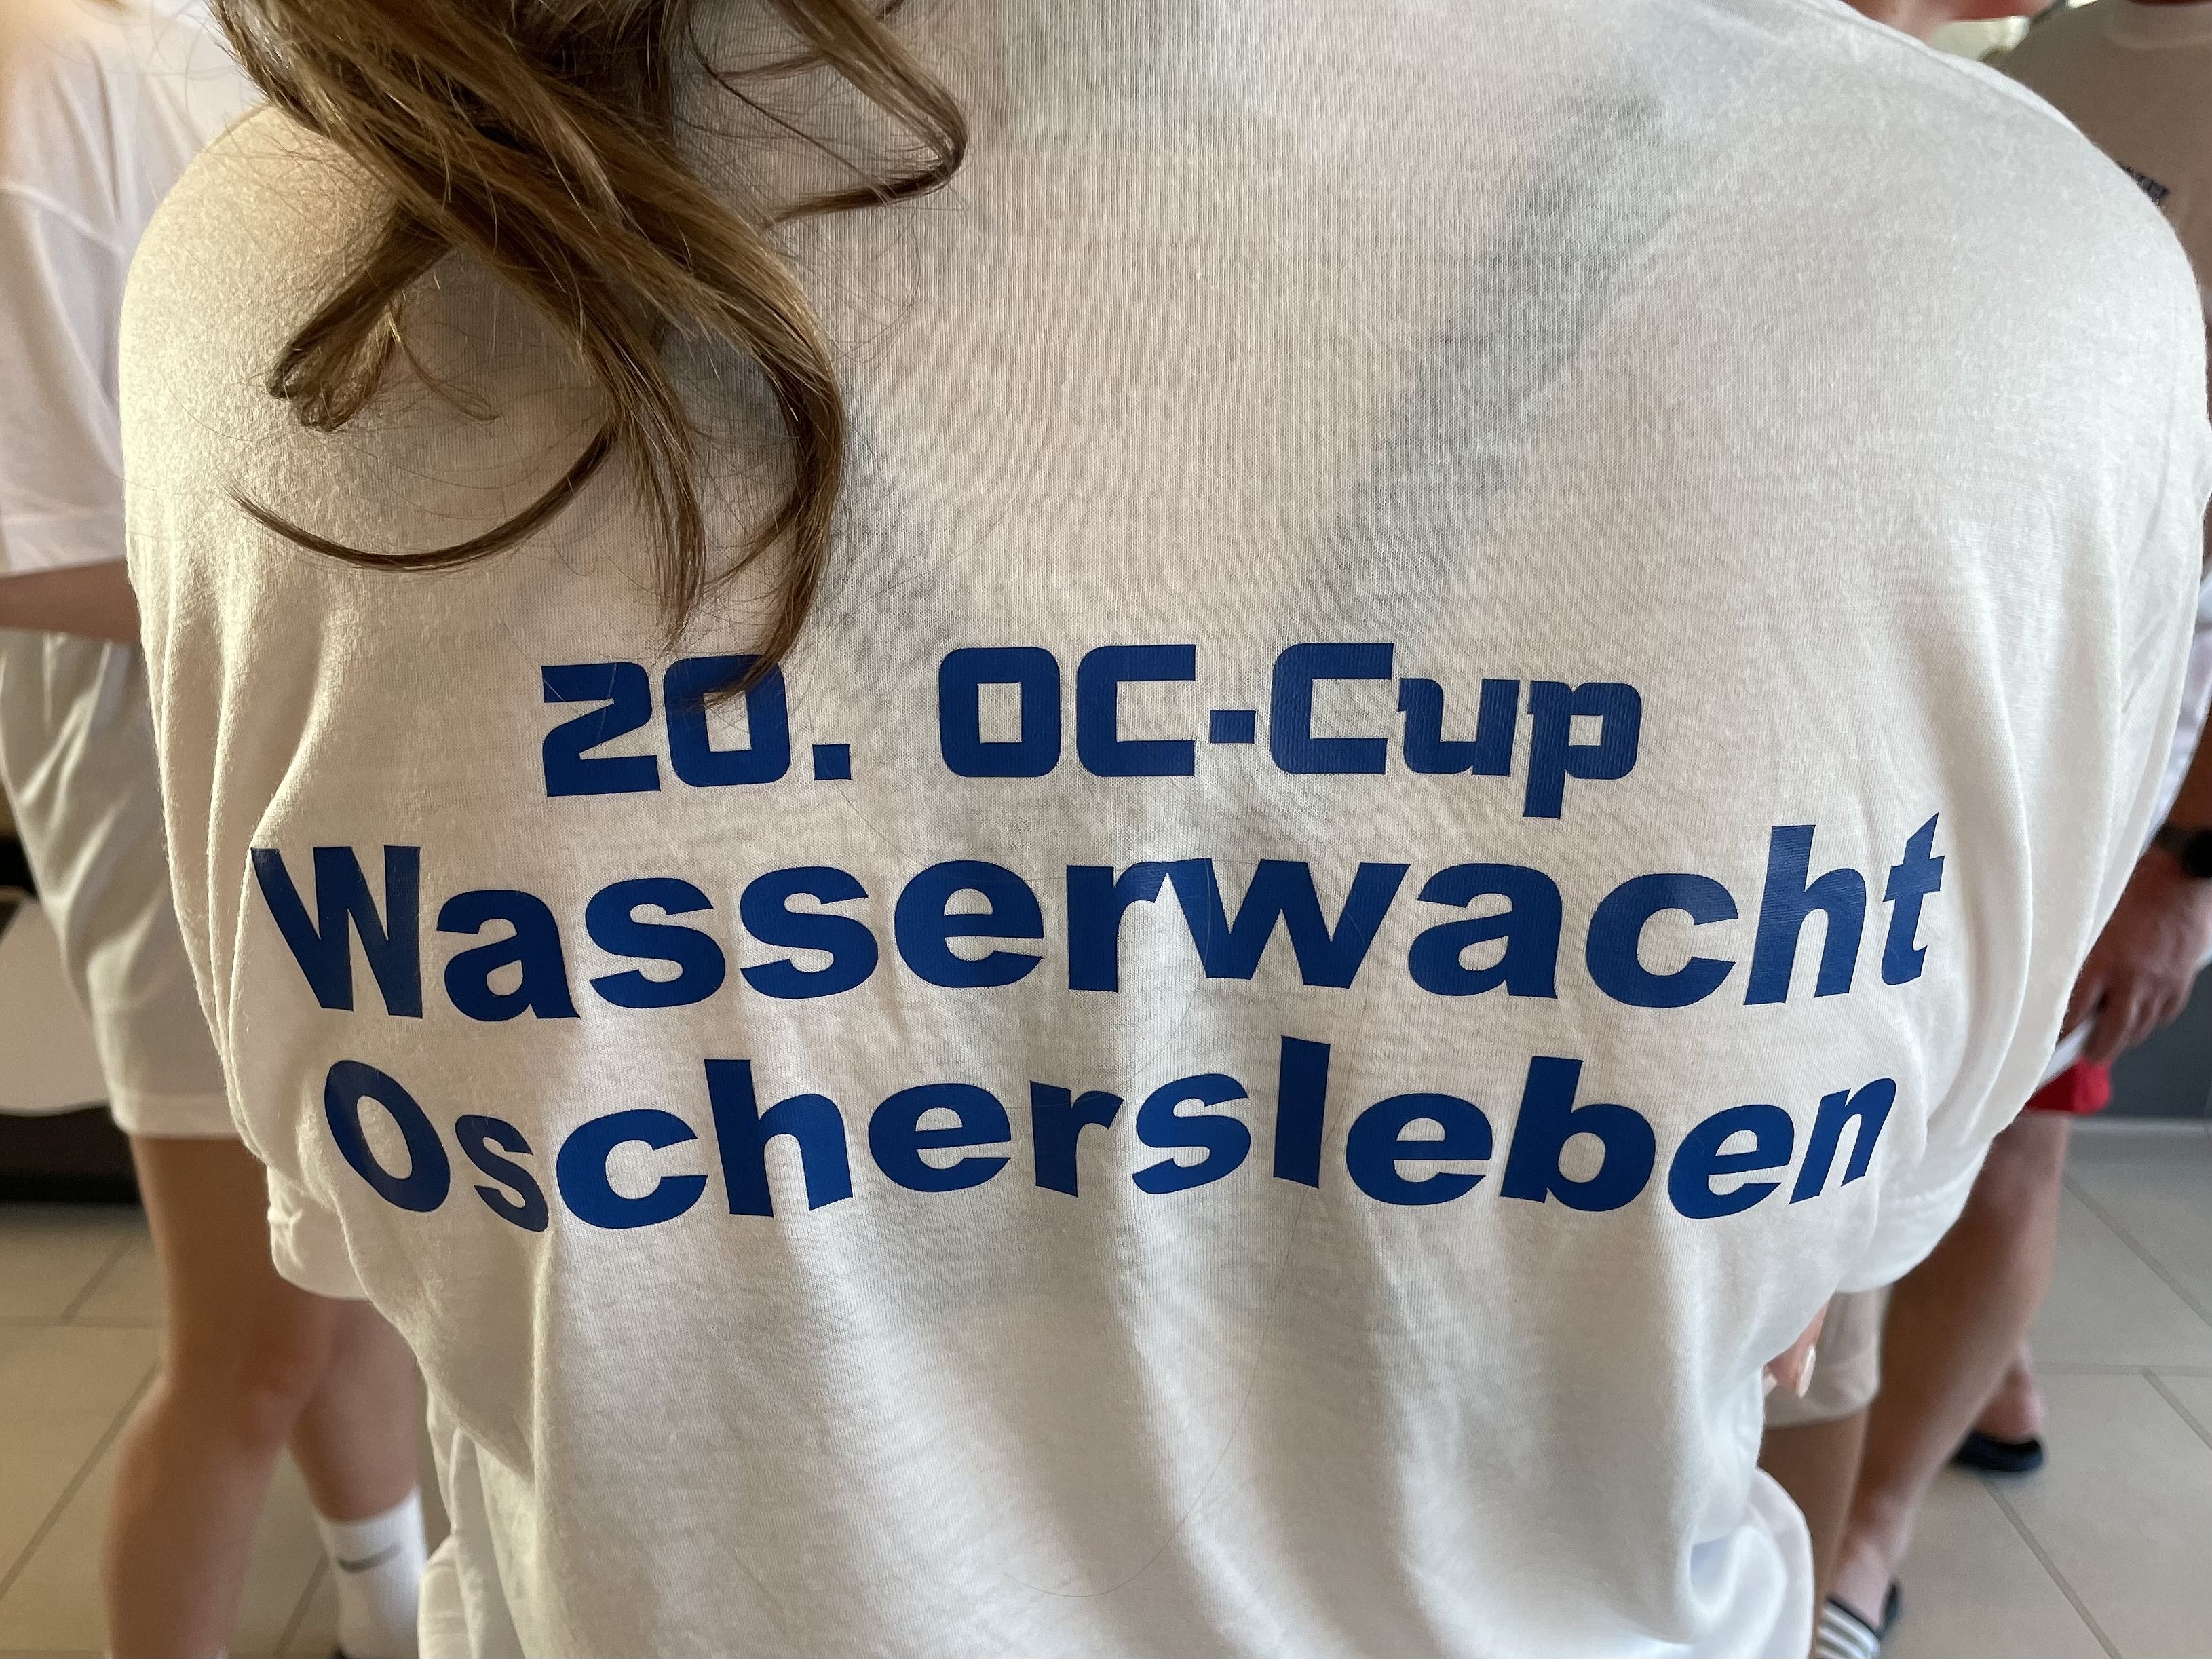 20. OC-Cup
Wasserwacht
Oschersleben